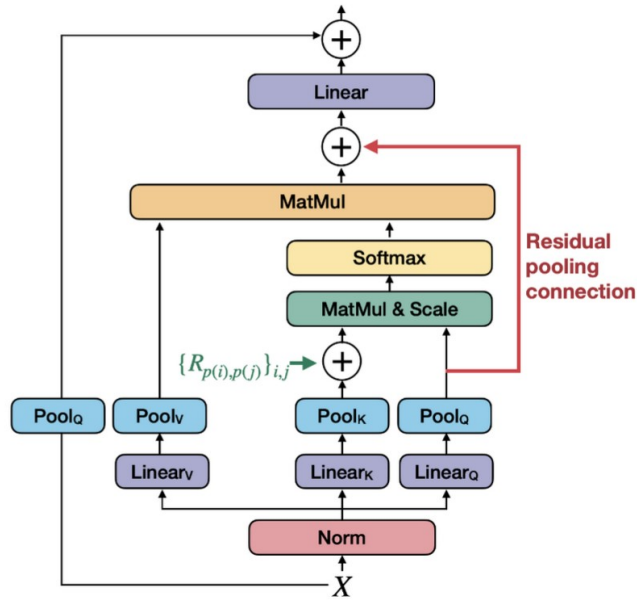 +
Linear
+
MatMul
Softmax
Residual
pooling
connection
MatMul & Scale
{R_{p(i),p(j)}}_{i,j}
+
Pool_Q
Pool_V
Pool_K
Pool_Q
Linear_V
Linear_K
Linear_Q
Norm
X